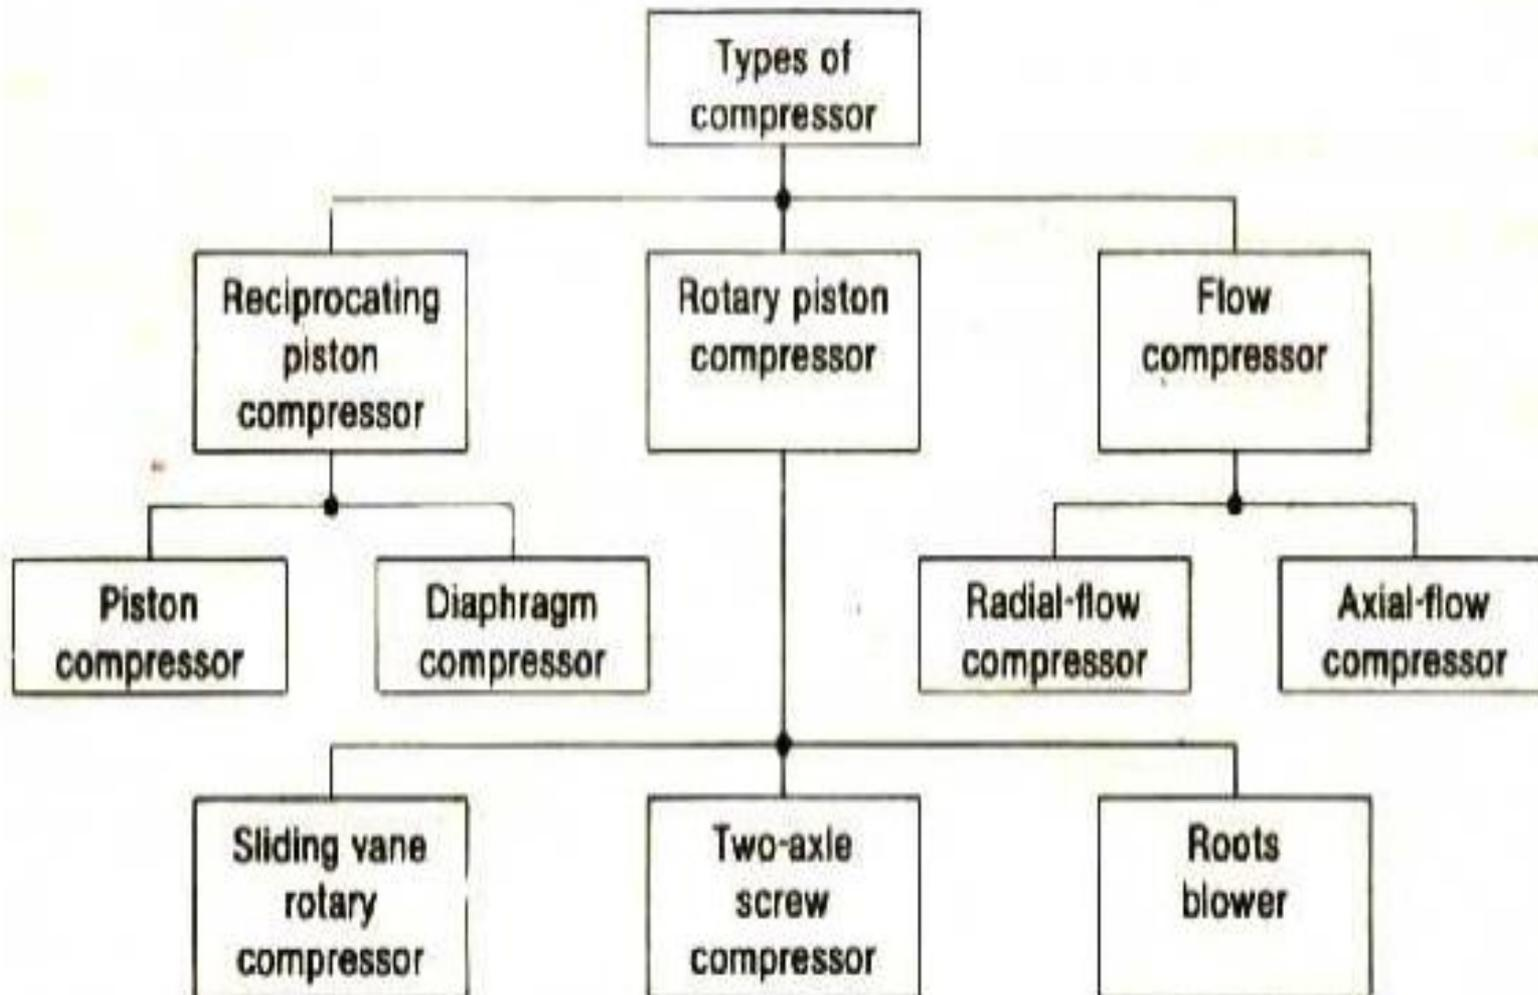 Types of
compressor
Reciprocating
piston
compressor
Rotary piston
compressor
Flow
compressor
Piston
compressor
Diaphragm
compressor
Radial-flow
compressor
Axial-flow
compressor
Sliding vane
rotary
compressor
Two-axle
screw
compressor
Roots
blower